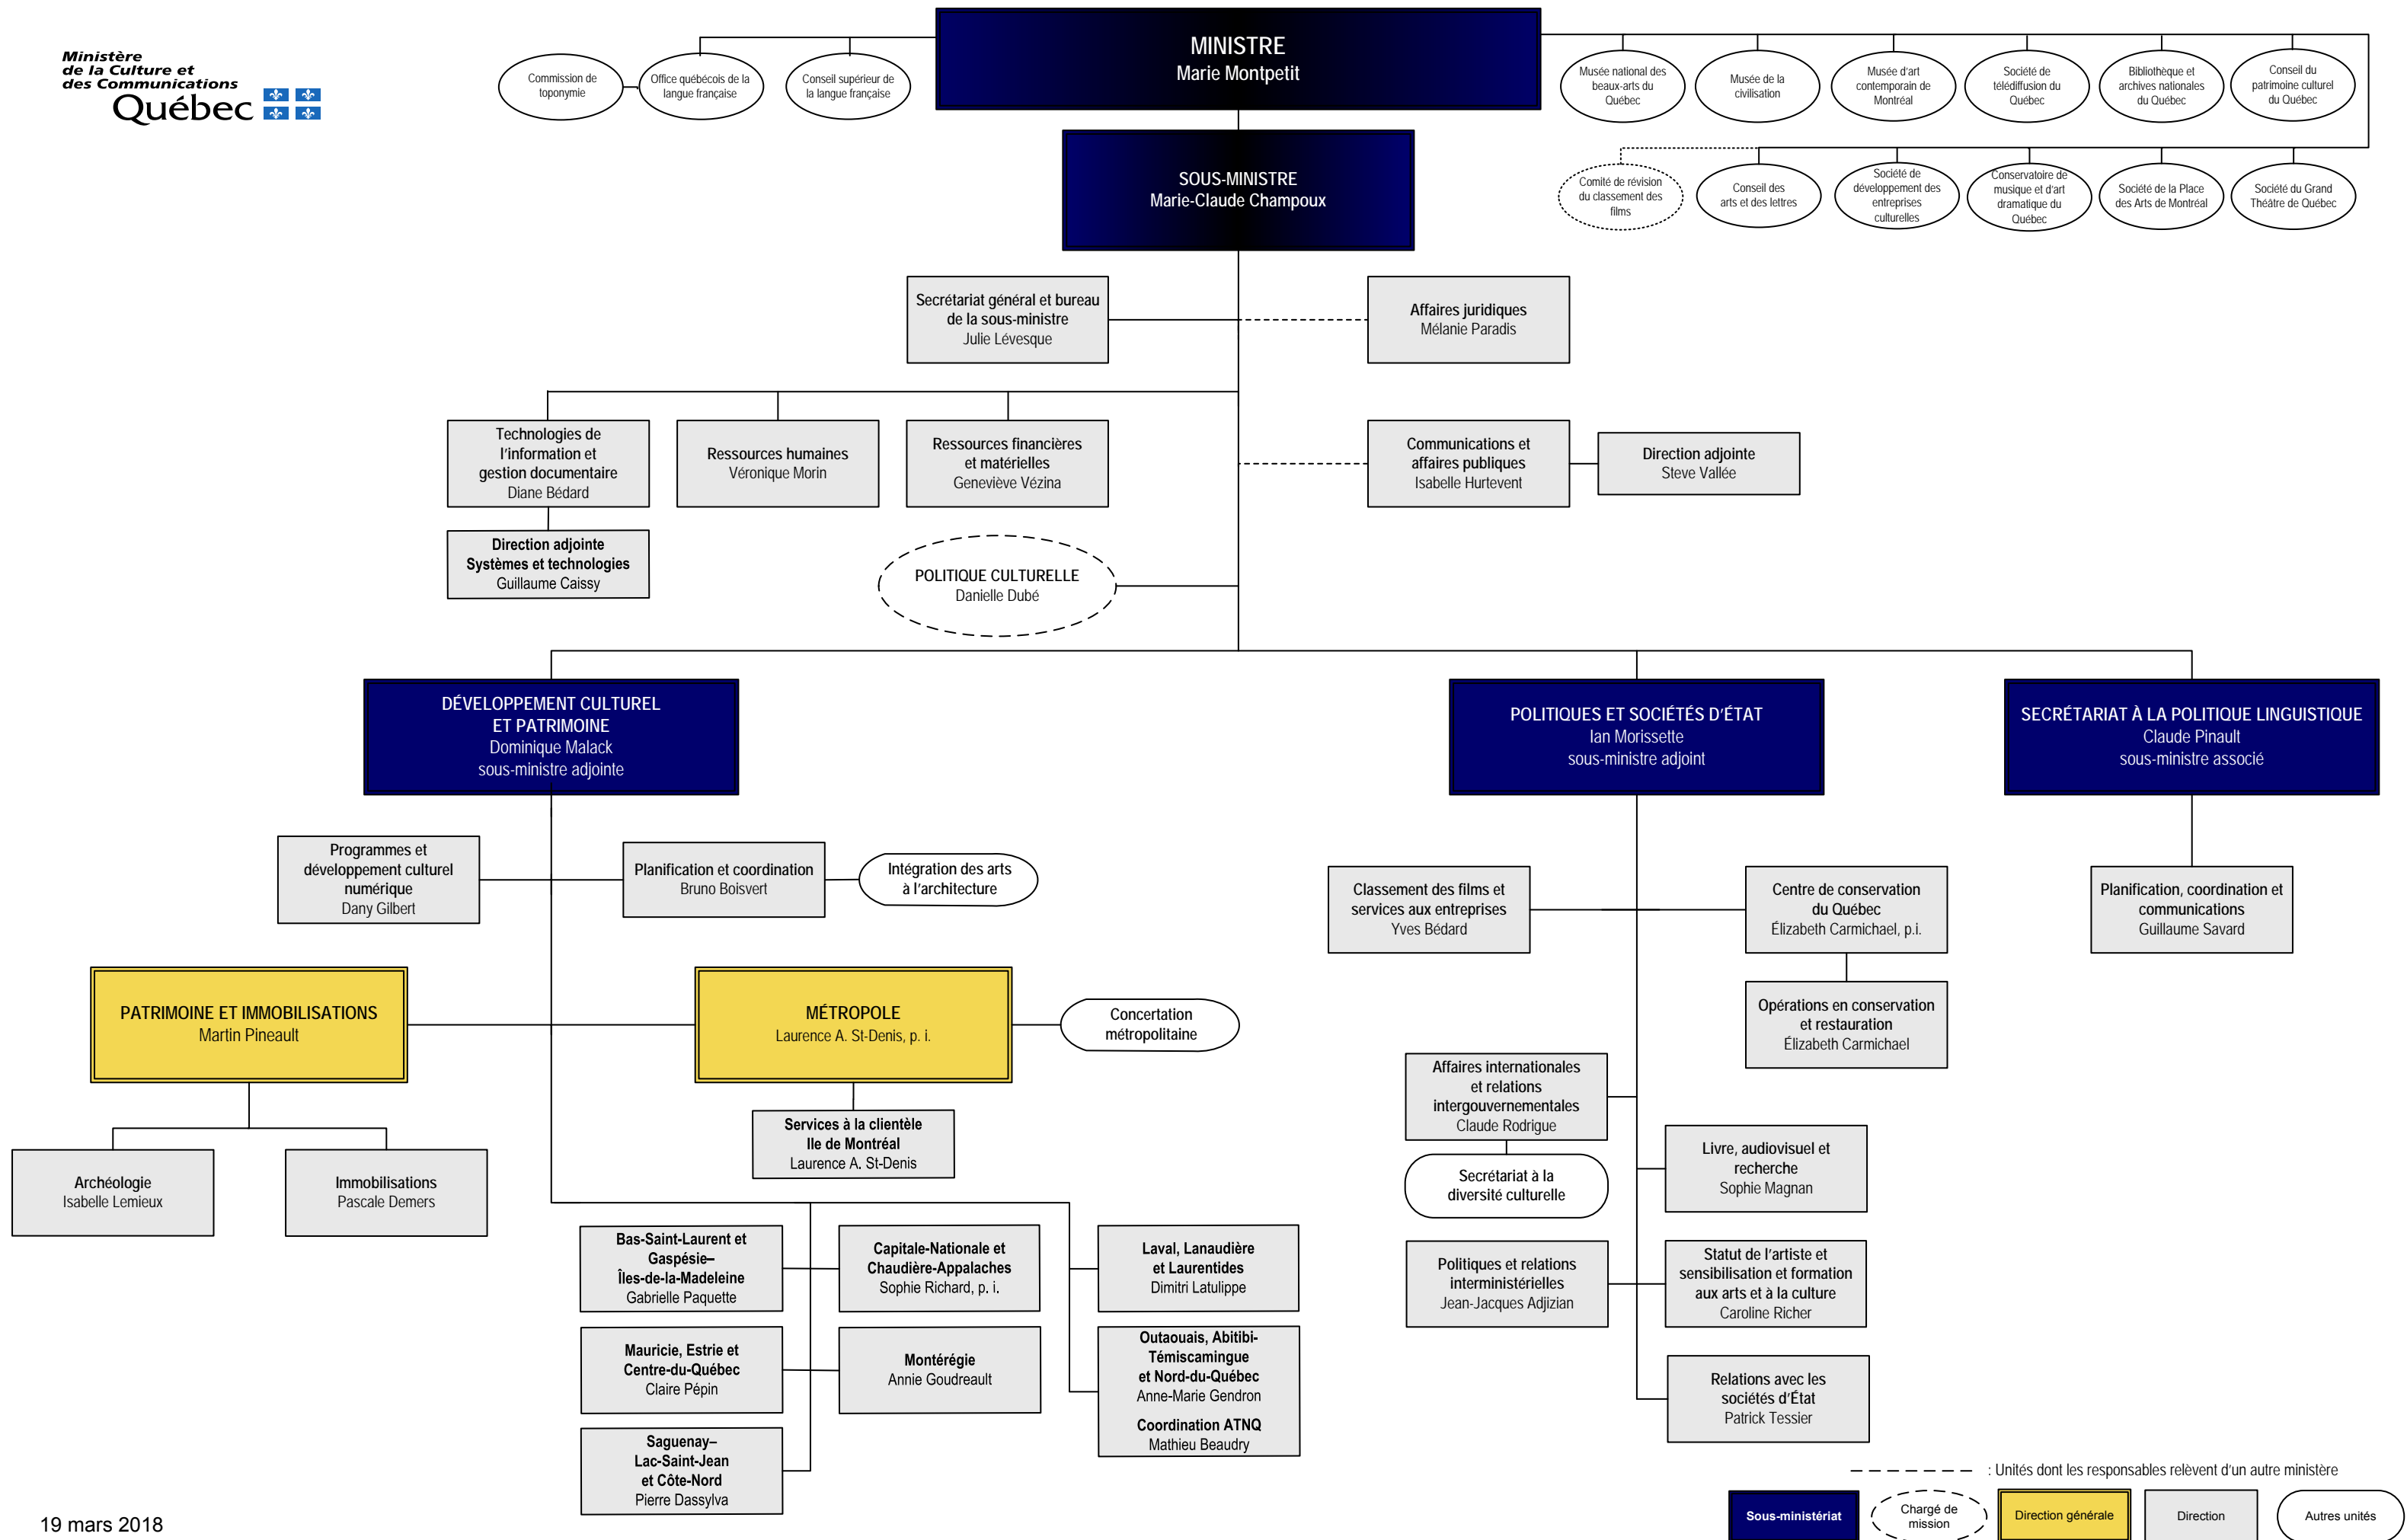 Ministère
de la Culture et
des Communications
Québec
MINISTRE
Marie Montpetit
Commission de
toponymie
Office québécois de la
langue française
Conseil supérieur de
la langue française
Musée national des
beaux-arts du
Québec
Musée de la
civilisation
Musée d'art
contemporain de
Montréal
Société de
télédiffusion du
Québec
Bibliothèque et
archives nationales
du Québec
Conseil du
patrimoine culturel
du Québec
Comité de révision
du classement des
films
Conseil des
arts et des lettres
Société de
développement des
entreprises
culturelles
Conservatoire de
musique et d'art
dramatique du
Québec
Société de la Place
des Arts de Montréal
Société du Grand
Théâtre de Québec
SOUS-MINISTRE
Marie-Claude Champoux
Secrétariat général et bureau
de la sous-ministre
Julie Lévesque
Affaires juridiques
Mélanie Paradis
Technologies de
l'information et
gestion documentaire
Diane Bédard
Ressources humaines
Véronique Morin
Ressources financières
et matérielles
Geneviève Vézina
Communications et
affaires publiques
Isabelle Hurtevent
Direction adjointe
Steve Vallée
Direction adjointe
Systèmes et technologies
Guillaume Caissy
POLITIQUE CULTURELLE
Danielle Dubé
DÉVELOPPEMENT CULTUREL
ET PATRIMOINE
Dominique Malack
sous-ministre adjointe
POLITIQUES ET SOCIÉTÉS D'ÉTAT
Ian Morissette
sous-ministre adjoint
SECRÉTARIAT À LA POLITIQUE LINGUISTIQUE
Claude Pinault
sous-ministre associé
Programmes et
développement culturel
numérique
Dany Gilbert
Planification et coordination
Bruno Boisvert
Intégration des arts
à l'architecture
Classement des films et
services aux entreprises
Yves Bédard
Centre de conservation
du Québec
Élizabeth Carmichael, p.i.
Planification, coordination et
communications
Guillaume Savard
PATRIMOINE ET IMMOBILISATIONS
Martin Pineault
MÉTROPOLE
Laurence A. St-Denis, p. i.
Concertation
métropolitaine
Opérations en conservation
et restauration
Élizabeth Carmichael
Services à la clientèle
Ile de Montréal
Laurence A. St-Denis
Affaires internationales
et relations
intergouvernementales
Claude Rodrigue
Secrétariat à la
diversité culturelle
Livre, audiovisuel et
recherche
Sophie Magnan
Archéologie
Isabelle Lemieux
Immobilisations
Pascale Demers
Bas-Saint-Laurent et
Gaspésie–
Îles-de-la-Madeleine
Gabrielle Paquette
Capitale-Nationale et
Chaudière-Appalaches
Sophie Richard, p. i.
Laval, Lanaudière
et Laurentides
Dimitri Latulippe
Politiques et relations
interministérielles
Jean-Jacques Adjizian
Statut de l'artiste et
sensibilisation et formation
aux arts et à la culture
Caroline Richer
Mauricie, Estrie et
Centre-du-Québec
Claire Pépin
Montérégie
Annie Goudreault
Outaouais, Abitibi-
Témiscamingue
et Nord-du-Québec
Anne-Marie Gendron
Coordination ATNQ
Mathieu Beaudry
Relations avec les
sociétés d'État
Patrick Tessier
Saguenay–
Lac-Saint-Jean
et Côte-Nord
Pierre Dassylva
: Unités dont les responsables relèvent d'un autre ministère
Sous-ministériat
Chargé de
mission
Direction générale
Direction
Autres unités
19 mars 2018